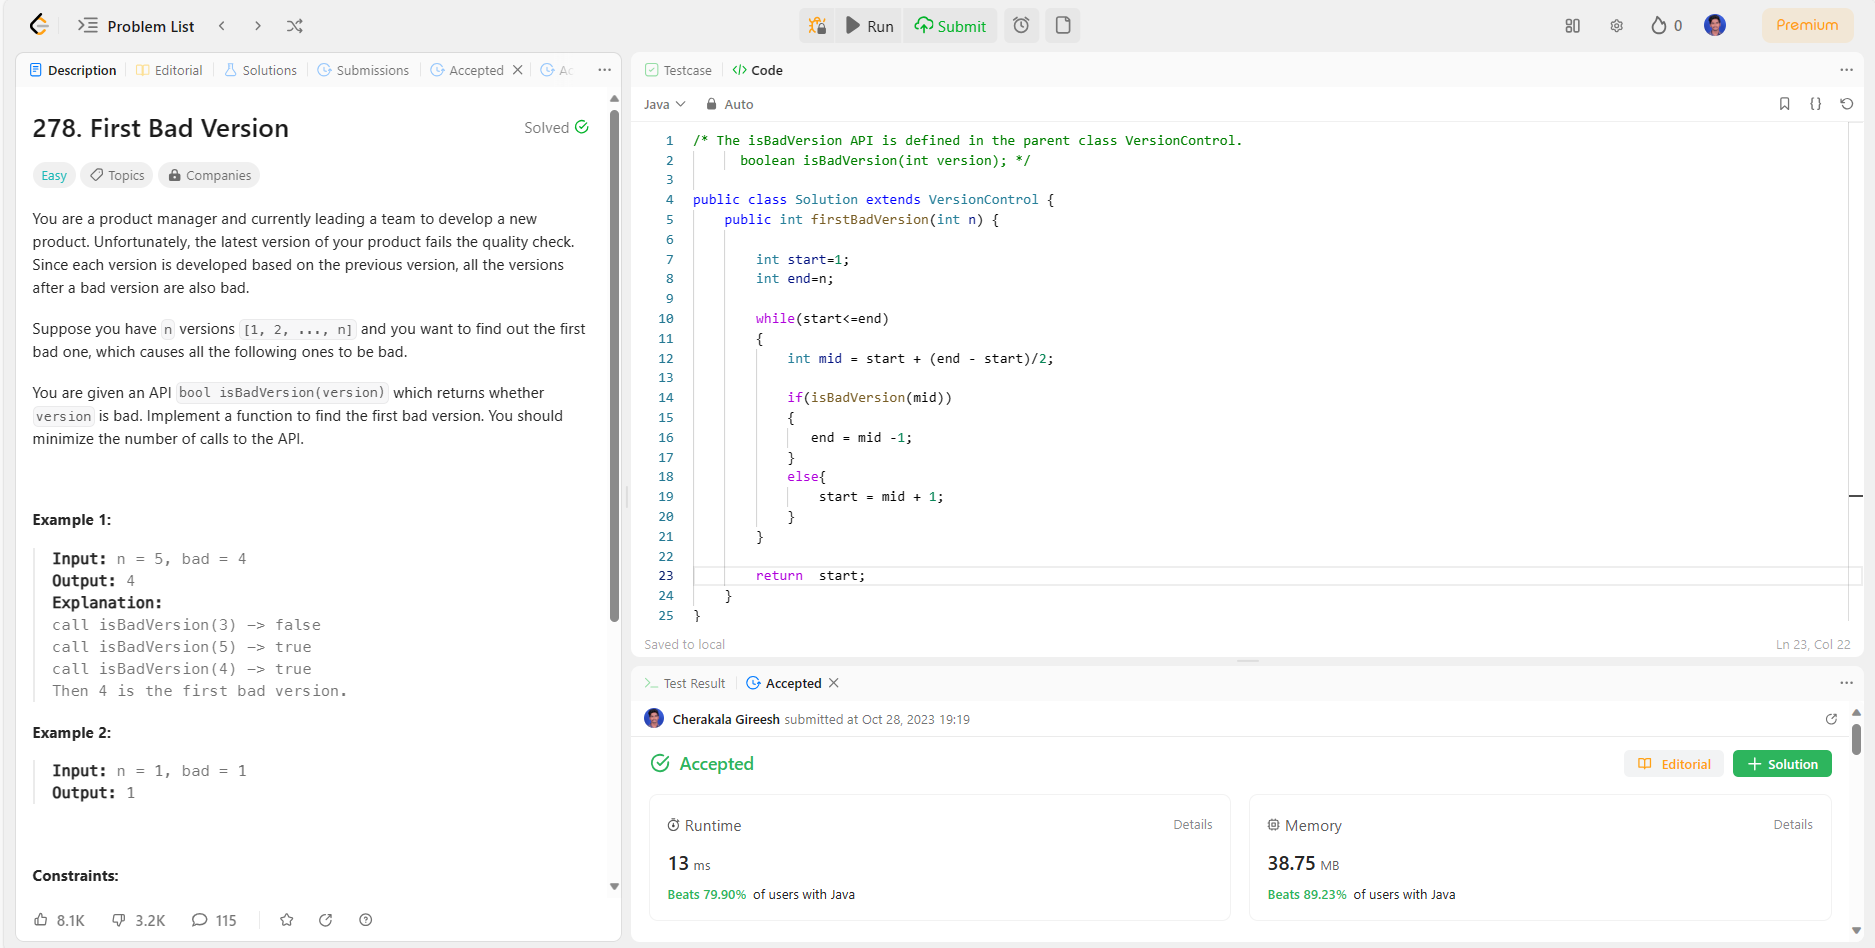 Problem List
Run
Submit
0
Premium
Description
Editorial
Solutions
Submissions
Accepted
Ac
278. First Bad Version
Solved
Easy
Topics
Companies
You are a product manager and currently leading a team to develop a new
product. Unfortunately, the latest version of your product fails the quality check.
Since each version is developed based on the previous version, all the versions
after a bad version are also bad.
Suppose you have n versions [1, 2, ..., n] and you want to find out the first
bad one, which causes all the following ones to be bad.
You are given an API bool isBadVersion(version) which returns whether
version is bad. Implement a function to find the first bad version. You should
minimize the number of calls to the API.
Example 1:
Input: n = 5, bad = 4
Output: 4
Explanation:
call isBadVersion(3) -> false
call isBadVersion(5) -> true
call isBadVersion(4) -> true
Then 4 is the first bad version.
Example 2:
Input: n = 1, bad = 1
Output: 1
Constraints:
8.1K
3.2K
115
Testcase
</> Code
Java
Auto
1 /* The isBadVersion API is defined in the parent class VersionControl.
2 boolean isBadVersion(int version); */
3
4 public class Solution extends VersionControl {
5 public int firstBadVersion(int n) {
6
7 int start=1;
8 int end=n;
9
10 while(start<=end)
11 {
12 int mid = start + (end - start)/2;
13
14 if(isBadVersion(mid))
15 {
16 end = mid -1;
17 }
18 else{
19 start = mid + 1;
20 }
21 }
22
23 return  start;
24 }
25 }
Saved to local
Ln 23, Col 22
Test Result
Accepted
Cherakala Gireesh submitted at Oct 28, 2023 19:19
Accepted
Editorial
Solution
Runtime
Details
13 ms
Beats 79.90% of users with Java
Memory
Details
38.75 MB
Beats 89.23% of users with Java